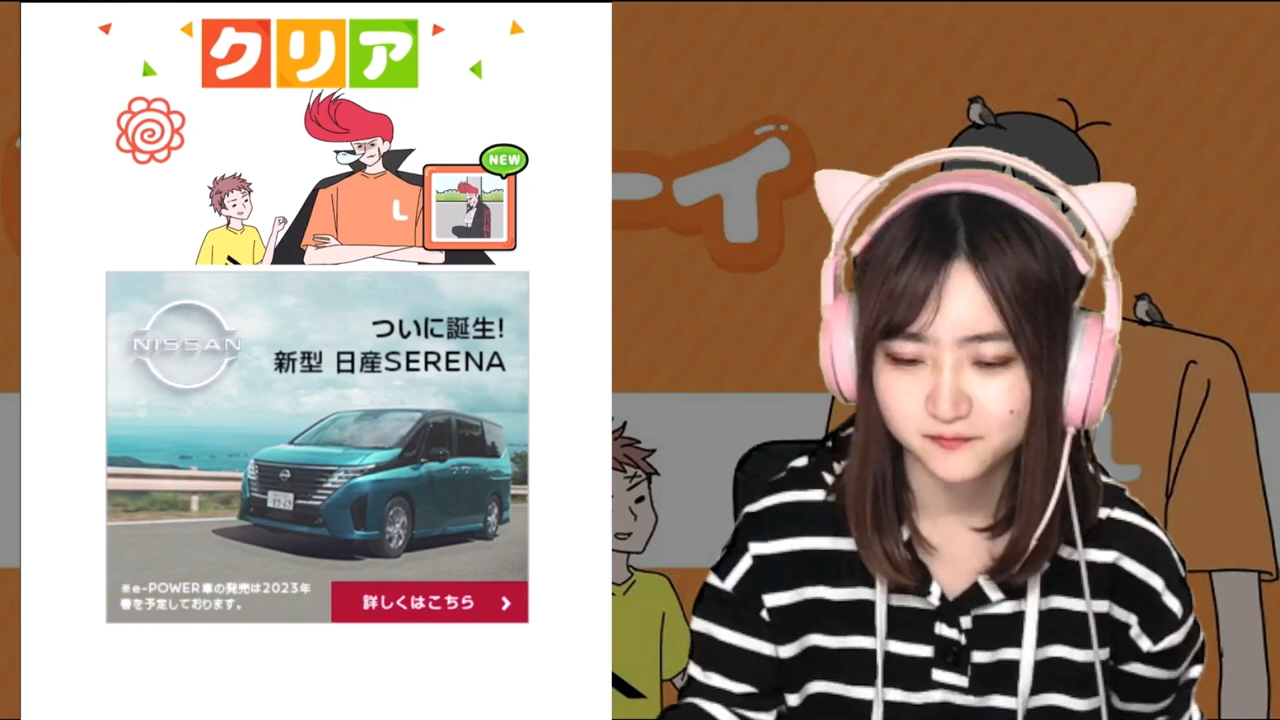 クリア
NEW
L
NISSAN
ついに誕生!
新型 日産SERENA
※e-POWER車の発売は2023年
春を予定しております。
詳しくはこちら
ーイ